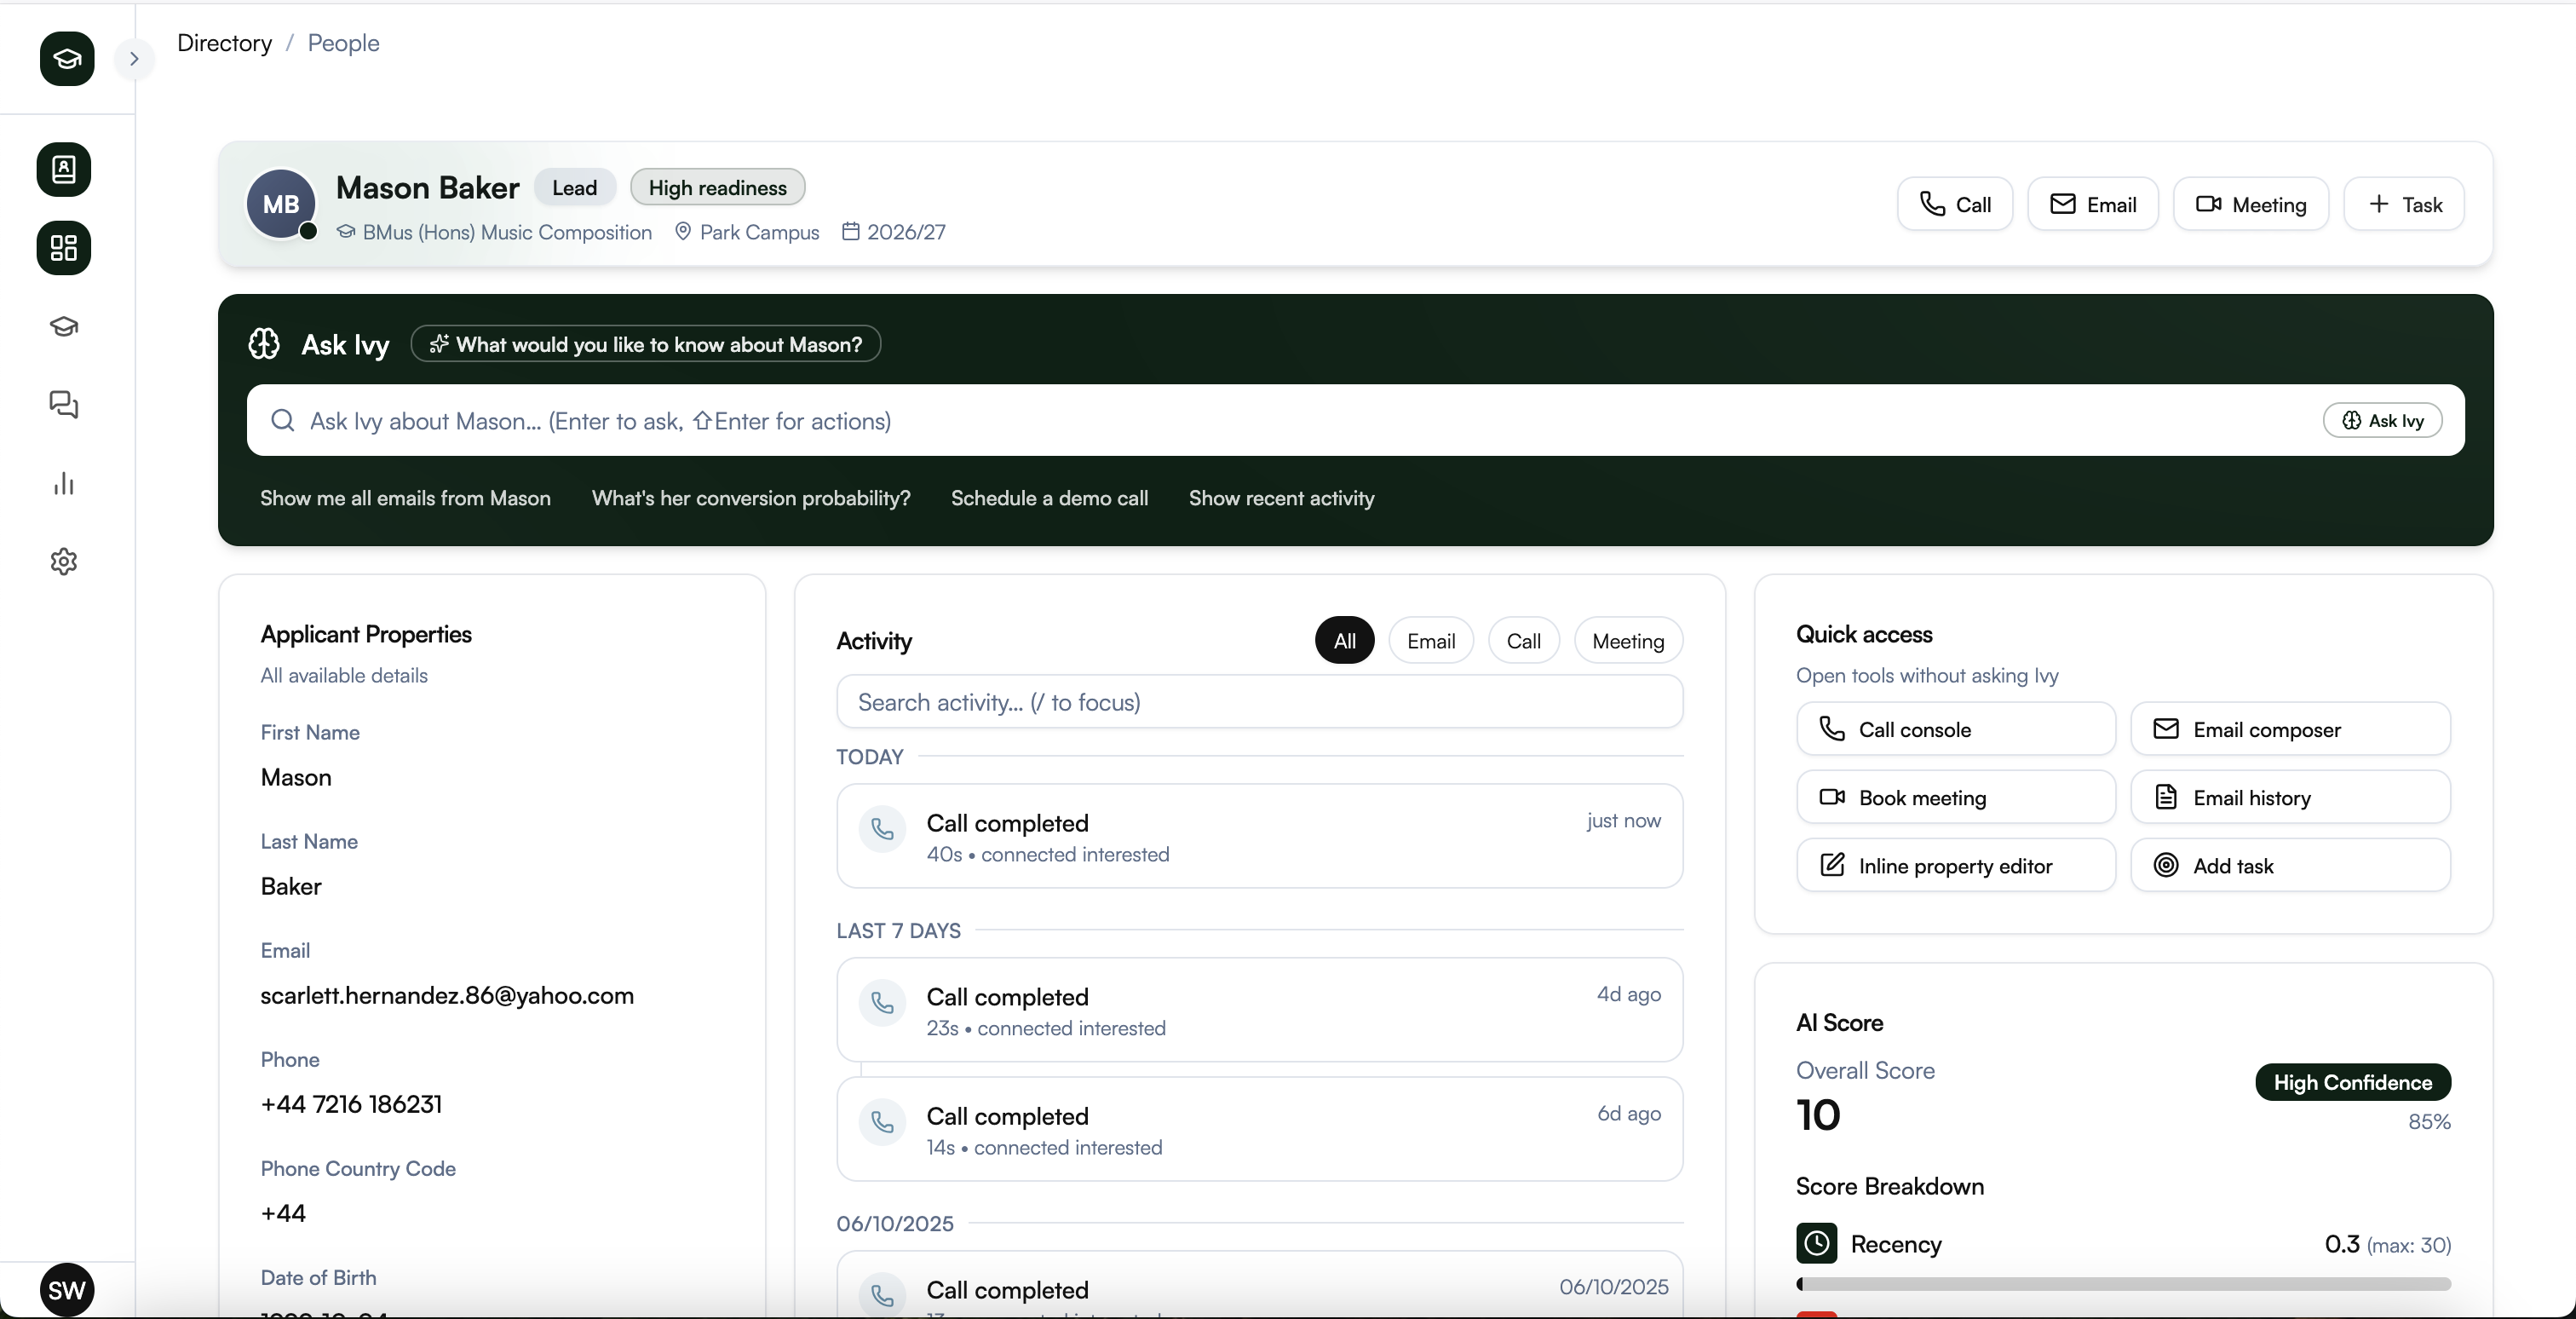 Directory / People
MB
Mason Baker
Lead
High readiness
BMus (Hons) Music Composition
Park Campus
2026/27
Call
Email
Meeting
Task
Ask Ivy
What would you like to know about Mason?
Ask Ivy about Mason... (Enter to ask, ⇧Enter for actions)
Ask Ivy
Show me all emails from Mason
What's her conversion probability?
Schedule a demo call
Show recent activity
Applicant Properties
All available details
First Name
Mason
Last Name
Baker
Email
scarlett.hernandez.86@yahoo.com
Phone
+44 7216 186231
Phone Country Code
+44
Date of Birth
SW
Activity
All
Email
Call
Meeting
Search activity... (/ to focus)
TODAY
Call completed
just now
40s • connected interested
LAST 7 DAYS
Call completed
4d ago
23s • connected interested
Call completed
6d ago
14s • connected interested
06/10/2025
Call completed
06/10/2025
Quick access
Open tools without asking Ivy
Call console
Email composer
Book meeting
Email history
Inline property editor
Add task
AI Score
Overall Score
10
High Confidence
85%
Score Breakdown
Recency
0.3 (max: 30)